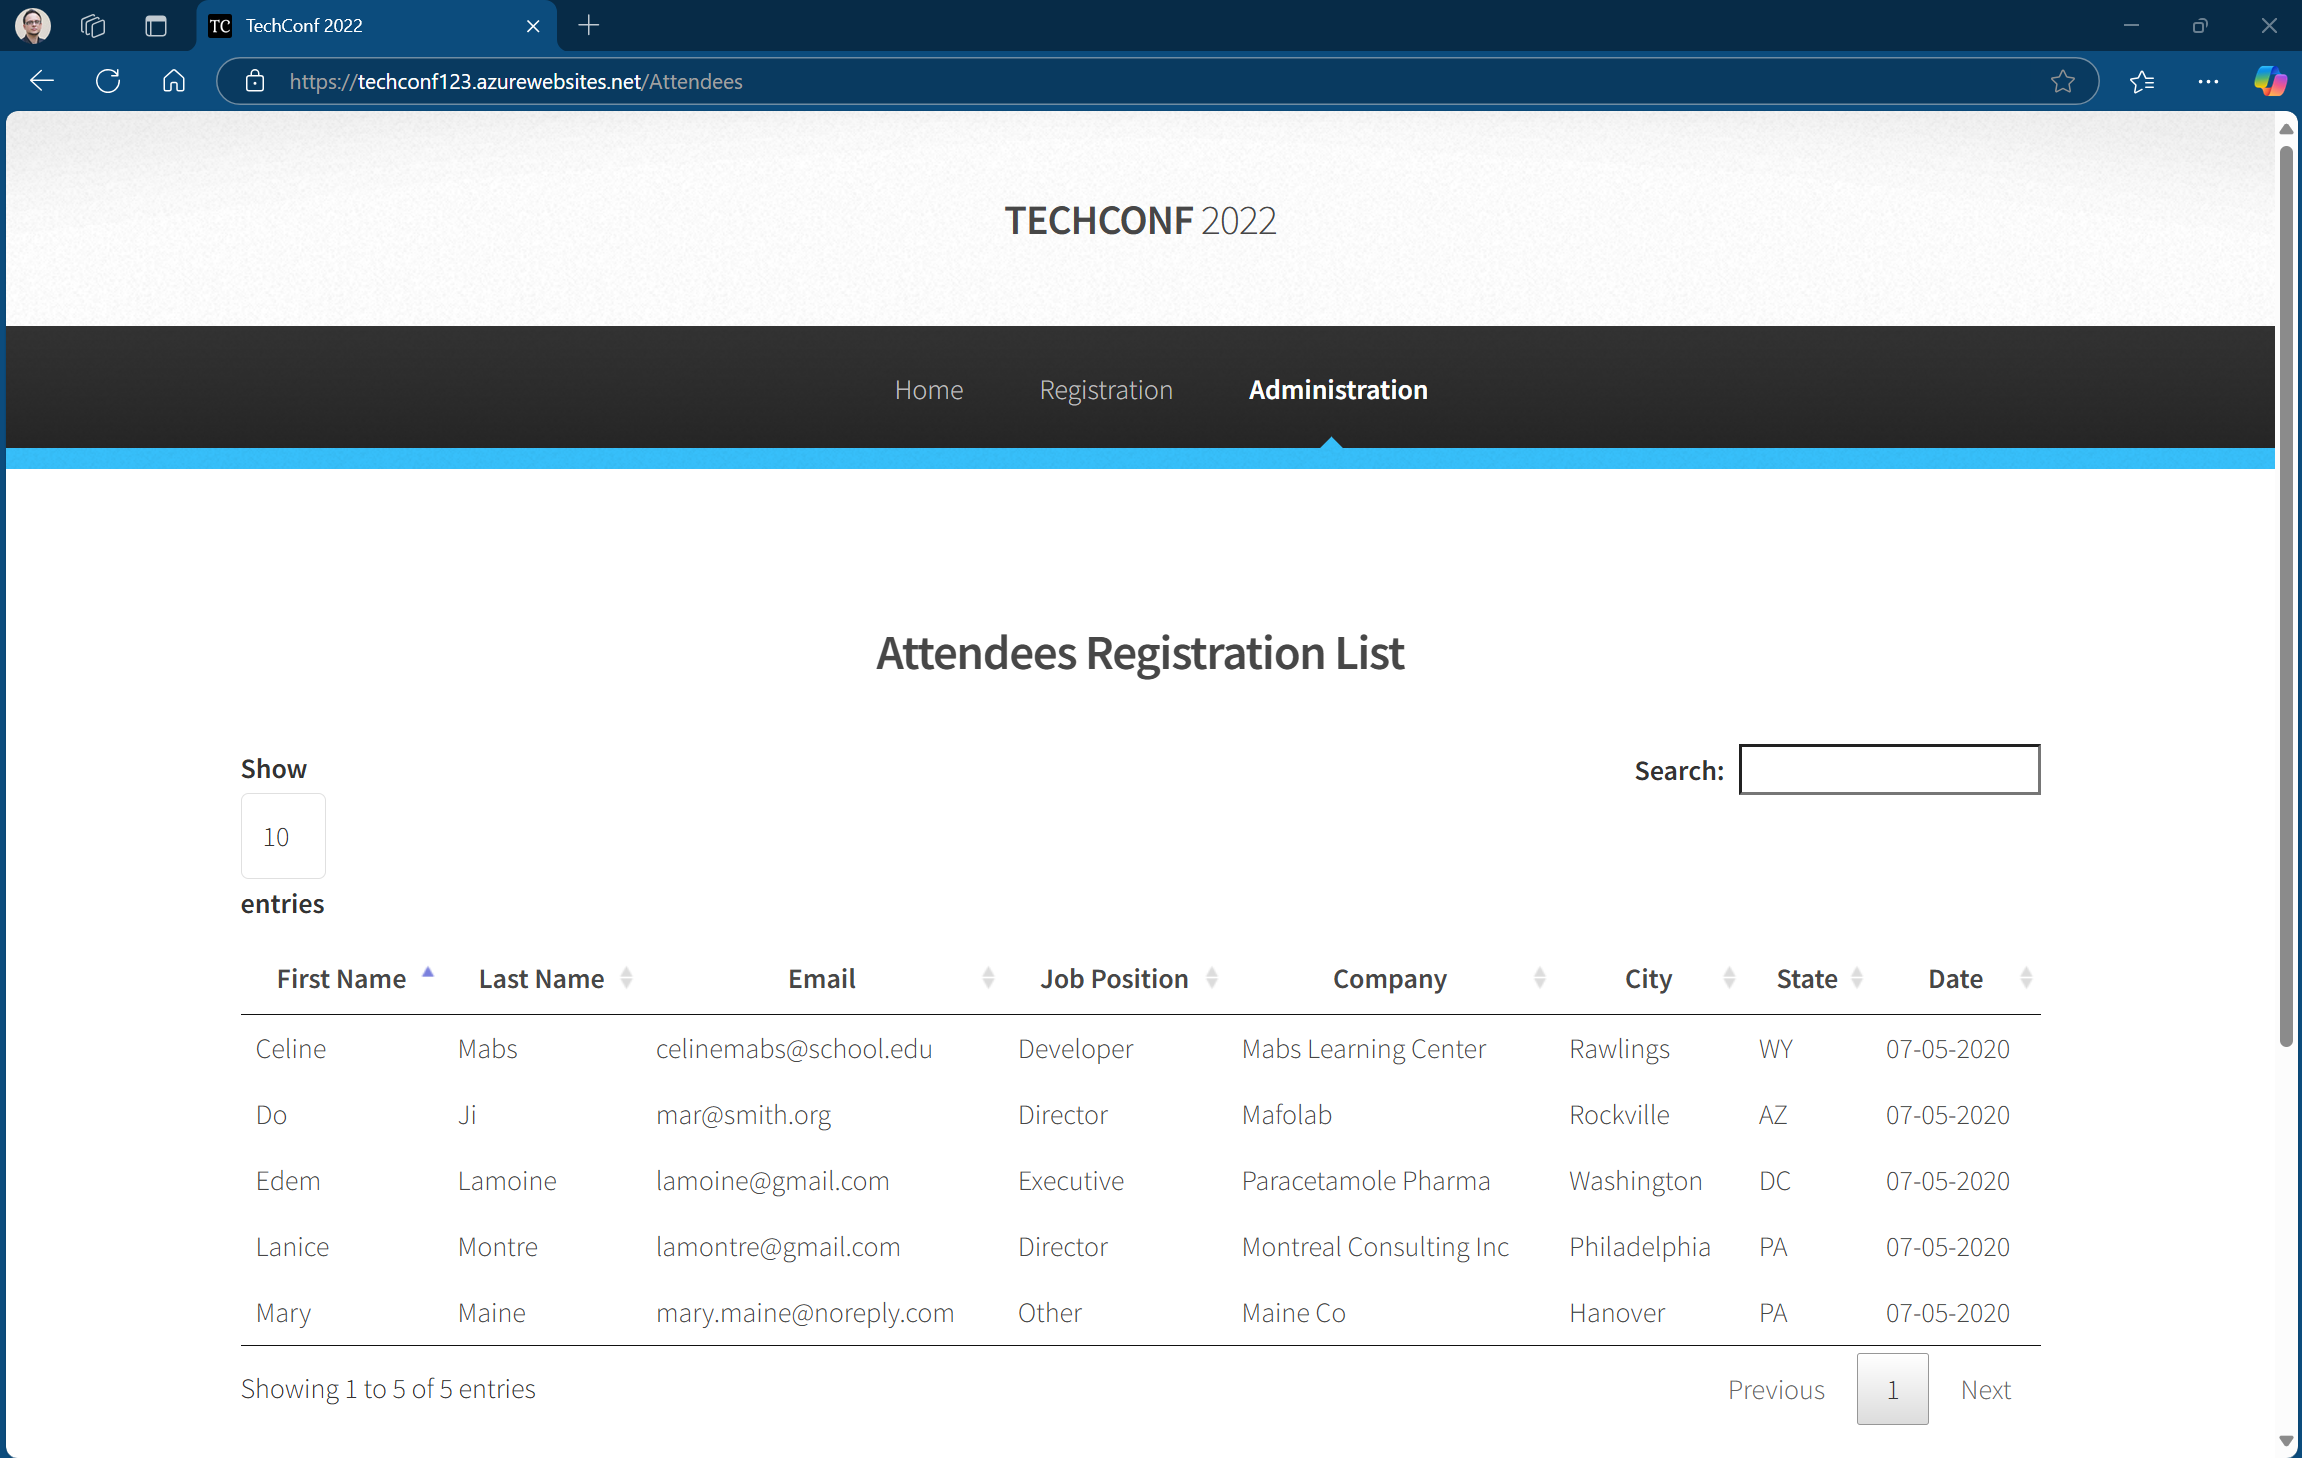 TC TechConf 2022
https://techconf123.azurewebsites.net/Attendees
TECHCONF 2022
Home Registration Administration
Attendees Registration List
Show
Search:
10
entries
First Name Last Name Email Job Position Company City State Date
Celine Mabs celinemabs@school.edu Developer Mabs Learning Center Rawlings WY 07-05-2020
Do Ji mar@smith.org Director Mafolab Rockville AZ 07-05-2020
Edem Lamoine lamoine@gmail.com Executive Paracetamole Pharma Washington DC 07-05-2020
Lanice Montre lamontre@gmail.com Director Montreal Consulting Inc Philadelphia PA 07-05-2020
Mary Maine mary.maine@noreply.com Other Maine Co Hanover PA 07-05-2020
Showing 1 to 5 of 5 entries
Previous 1 Next